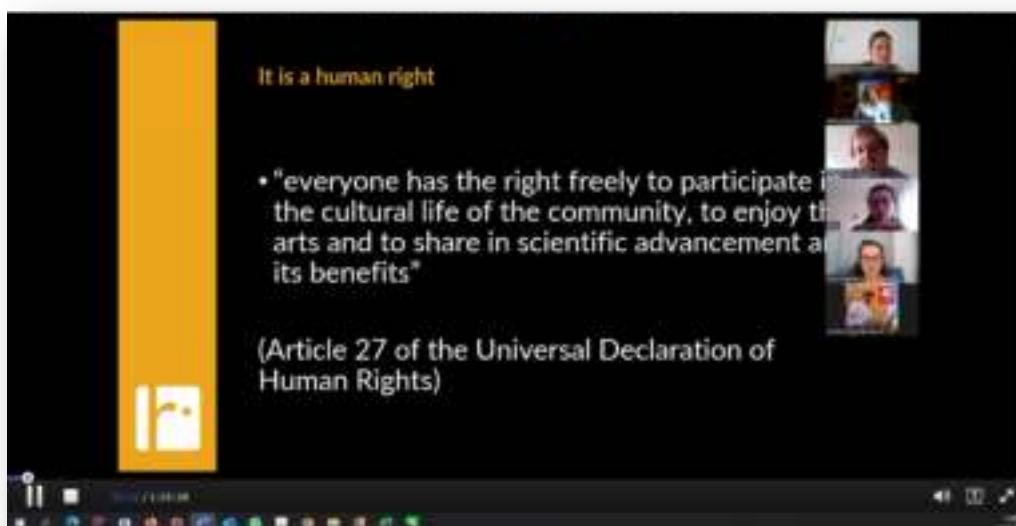 It is a human right
• "everyone has the right freely to participate i
the cultural life of the community, to enjoy th
arts and to share in scientific advancement a
its benefits"
(Article 27 of the Universal Declaration of
Human Rights)